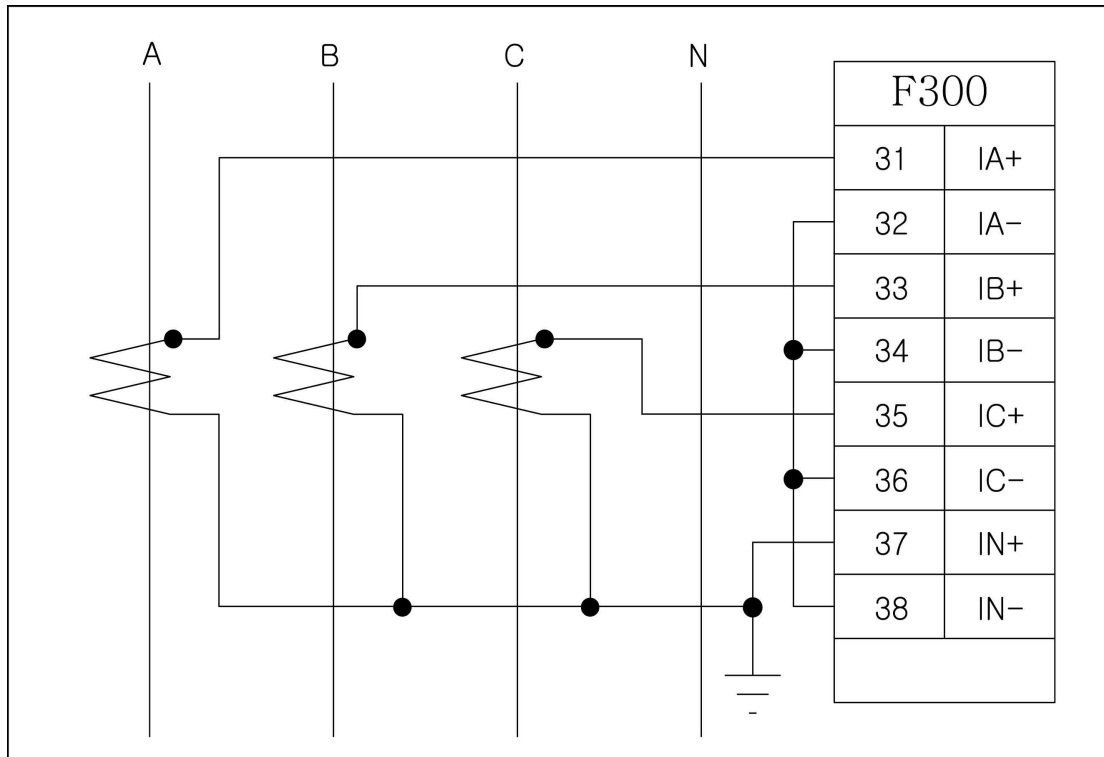 A B C N
F300
31 IA+
32 IA-
33 IB+
34 IB-
35 IC+
36 IC-
37 IN+
38 IN-